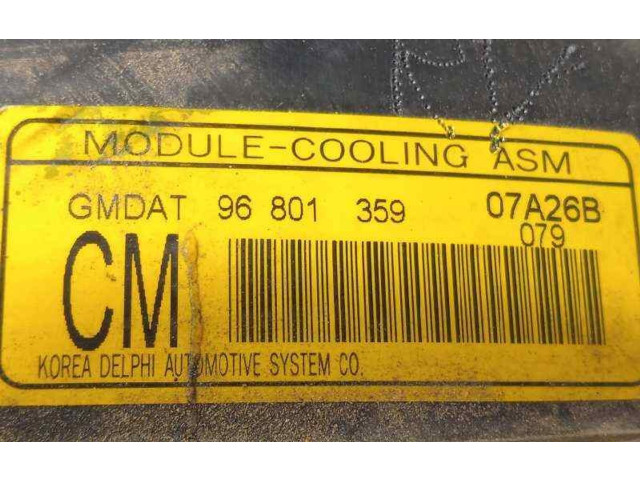 MODULE-COOLING ASM
GMDAT 96 801 359 07A26B
079
CM
KOREA DELPHI AUTOMOTIVE SYSTEM CO.